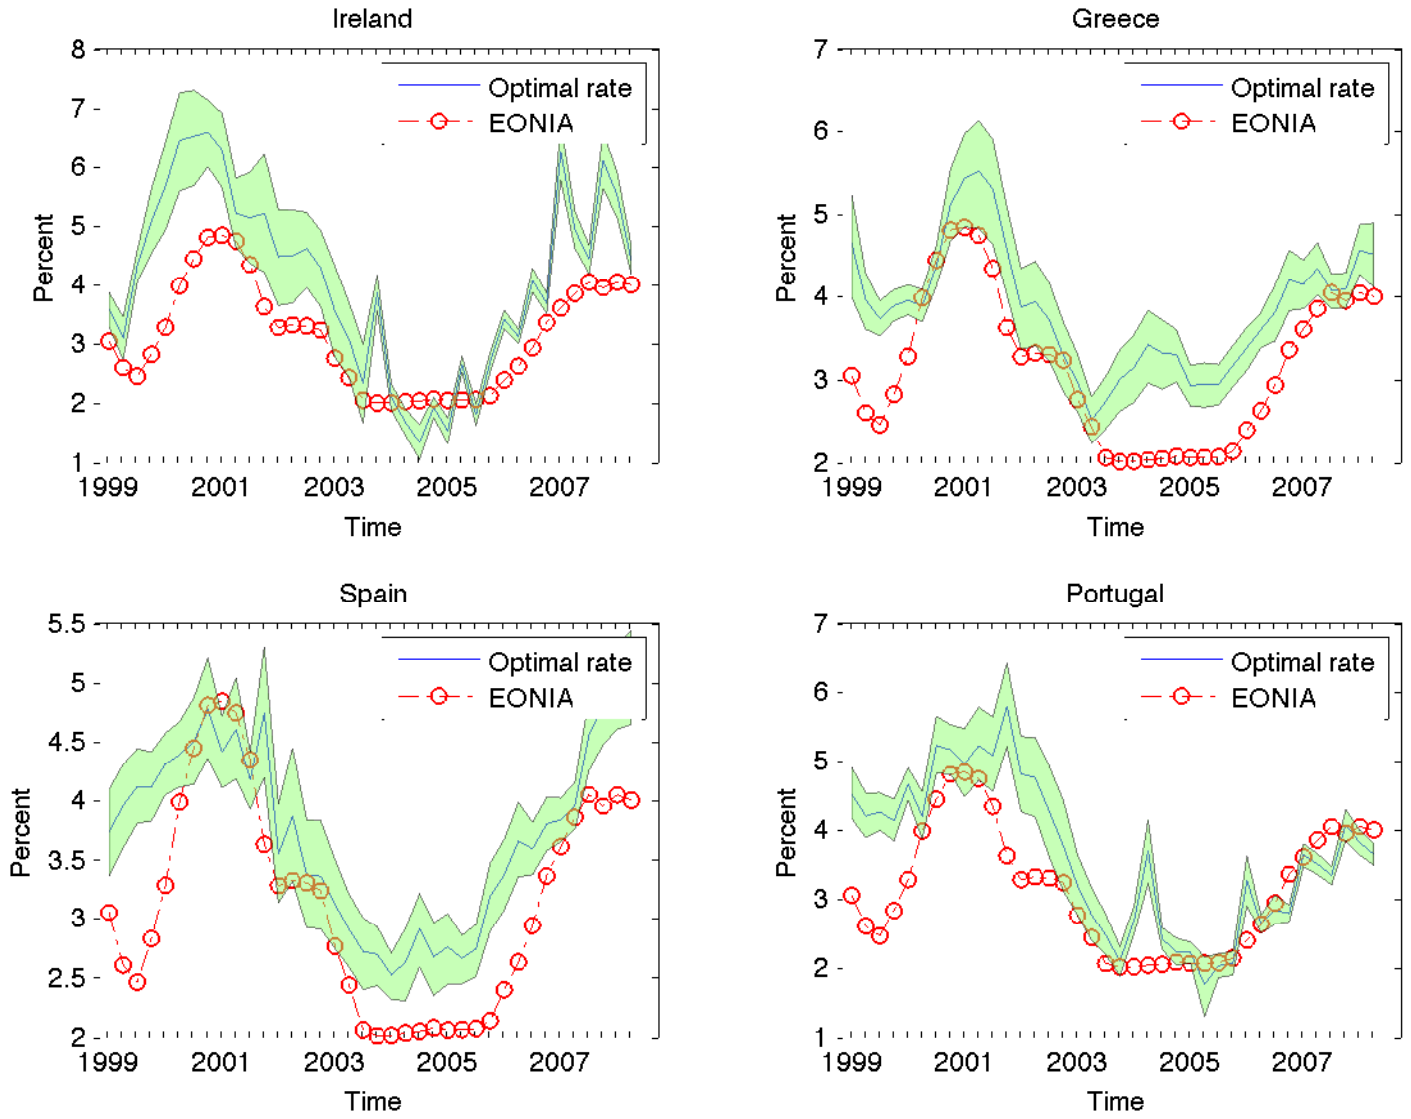 Ireland
8
7
6
5
4
3
2
1
Percent
1999 2001 2003 2005 2007
Time
Optimal rate
EONIA
Greece
7
6
5
4
3
2
Percent
1999 2001 2003 2005 2007
Time
Optimal rate
EONIA
Spain
5.5
5
4.5
4
3.5
3
2.5
2
Percent
1999 2001 2003 2005 2007
Time
Optimal rate
EONIA
Portugal
7
6
5
4
3
2
1
Percent
1999 2001 2003 2005 2007
Time
Optimal rate
EONIA